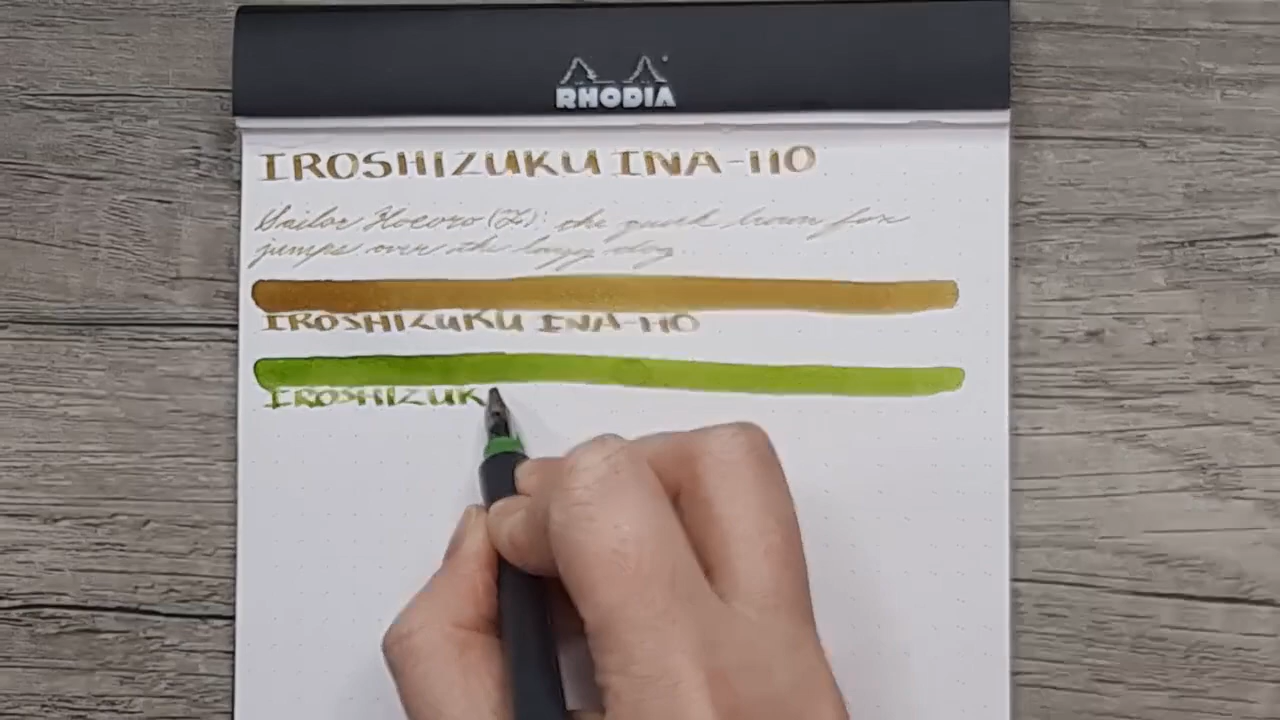 RHODIA
IROSHIZUKU INA-HO
Sailor Hocoro (F): the quick brown fox
jumps over the lazy dog.
IROSHIZUKU INA-HO
IROSHIZUK